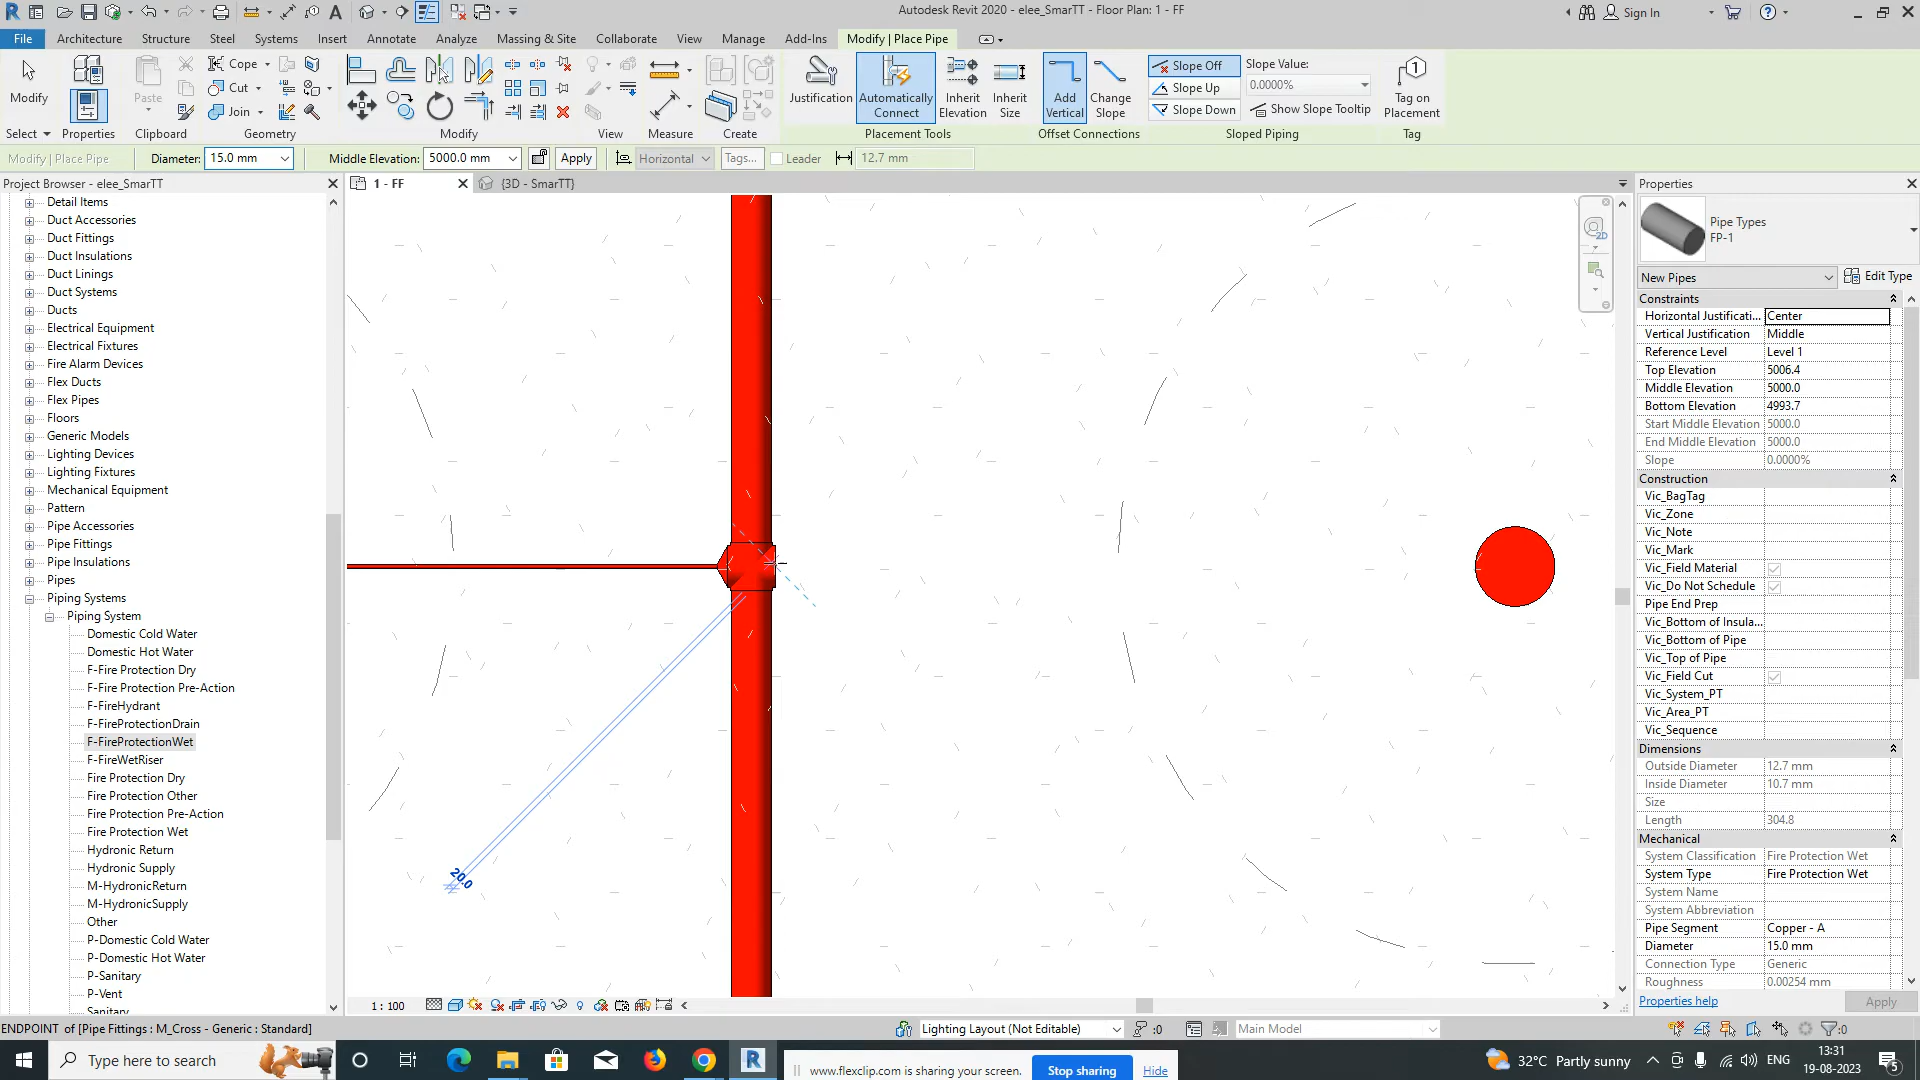 Autodesk Revit 2020 - elee_SmarTT - Floor Plan: 1 - FF
Sign In
File Architecture Structure Steel Systems Insert Annotate Analyze Massing & Site Collaborate View Manage Add-Ins Modify | Place Pipe
Modify
Paste
Cope
Cut
Join
Justification
Automatically Connect
Inherit Elevation
Inherit Size
Add Vertical
Change Slope
Slope Off
Slope Up
Slope Down
Slope Value:
0.0000%
Show Slope Tooltip
Tag on Placement
Select Properties Clipboard Geometry Modify View Measure Create Placement Tools Offset Connections Sloped Piping Tag
Modify | Place Pipe Diameter: 15.0 mm Middle Elevation: 5000.0 mm Apply Horizontal Tags... Leader 12.7 mm
Project Browser - elee_SmarTT
1 - FF
{3D - SmarTT}
Detail Items
Duct Accessories
Duct Fittings
Duct Insulations
Duct Linings
Duct Systems
Ducts
Electrical Equipment
Electrical Fixtures
Fire Alarm Devices
Flex Ducts
Flex Pipes
Floors
Generic Models
Lighting Devices
Lighting Fixtures
Mechanical Equipment
Pattern
Pipe Accessories
Pipe Fittings
Pipe Insulations
Pipes
Piping Systems
Piping System
Domestic Cold Water
Domestic Hot Water
F-Fire Protection Dry
F-Fire Protection Pre-Action
F-FireHydrant
F-FireProtectionDrain
F-FireProtectionWet
F-FireWetRiser
Fire Protection Dry
Fire Protection Other
Fire Protection Pre-Action
Fire Protection Wet
Hydronic Return
Hydronic Supply
M-HydronicReturn
M-HydronicSupply
Other
P-Domestic Cold Water
P-Domestic Hot Water
P-Sanitary
P-Vent
Sanitary
20.0
2D
Properties
Pipe Types
FP-1
New Pipes Edit Type
Constraints
Horizontal Justificati... Center
Vertical Justification Middle
Reference Level Level 1
Top Elevation 5006.4
Middle Elevation 5000.0
Bottom Elevation 4993.7
Start Middle Elevation 5000.0
End Middle Elevation 5000.0
Slope 0.0000%
Construction
Vic_BagTag
Vic_Zone
Vic_Note
Vic_Mark
Vic_Field Material
Vic_Do Not Schedule
Pipe End Prep
Vic_Bottom of Insula...
Vic_Bottom of Pipe
Vic_Top of Pipe
Vic_Field Cut
Vic_System_PT
Vic_Area_PT
Vic_Sequence
Dimensions
Outside Diameter 12.7 mm
Inside Diameter 10.7 mm
Size
Length 304.8
Mechanical
System Classification Fire Protection Wet
System Type Fire Protection Wet
System Name
System Abbreviation
Pipe Segment Copper - A
Diameter 15.0 mm
Connection Type Generic
Roughness 0.00254 mm
Properties help Apply
1 : 100
ENDPOINT of [Pipe Fittings : M_Cross - Generic : Standard]
Lighting Layout (Not Editable) :0 Main Model :0
Type here to search
www.flexclip.com is sharing your screen. Stop sharing Hide
32°C Partly sunny ENG 13:31
19-08-2023
5